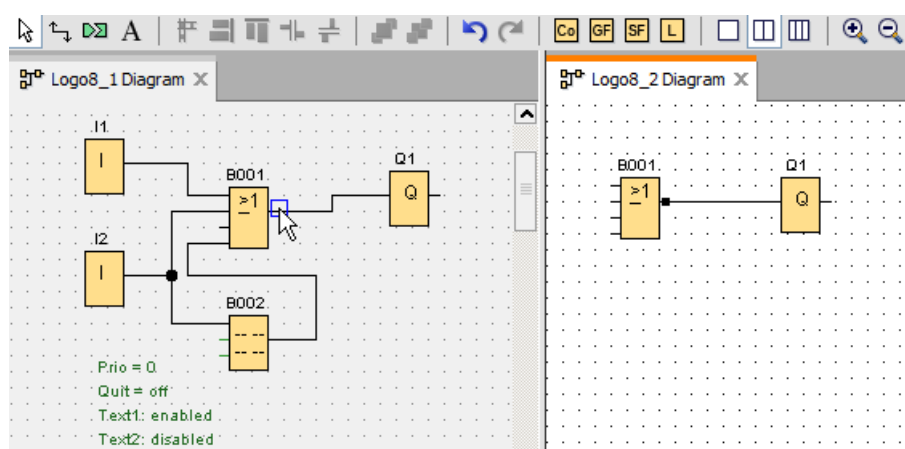 A
Co GF SF L
Logo8_1 Diagram
Logo8_2 Diagram
I1
I
B001
≥1
Q1
Q
I2
I
B002
Prio = 0
Quit = off
Text1: enabled
Text2: disabled
B001
≥1
Q1
Q